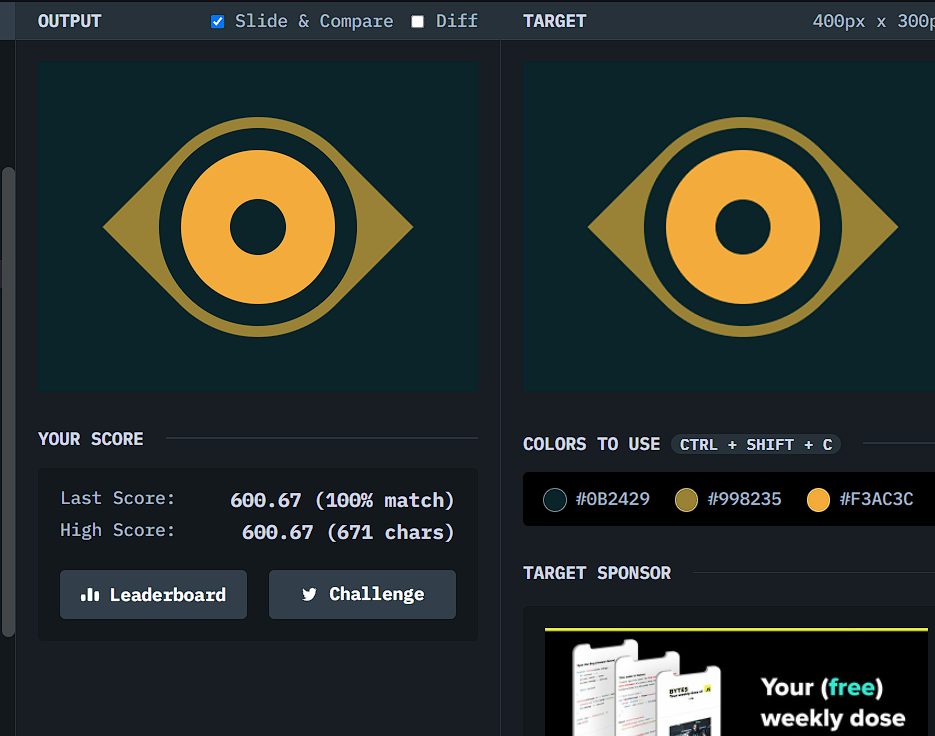 OUTPUT
Slide & Compare
Diff
TARGET
400px x 300p
YOUR SCORE
Last Score: 600.67 (100% match)
High Score: 600.67 (671 chars)
Leaderboard
Challenge
COLORS TO USE CTRL + SHIFT + C
#0B2429 #998235 #F3AC3C
TARGET SPONSOR
BYTES
Your (free)
weekly dose